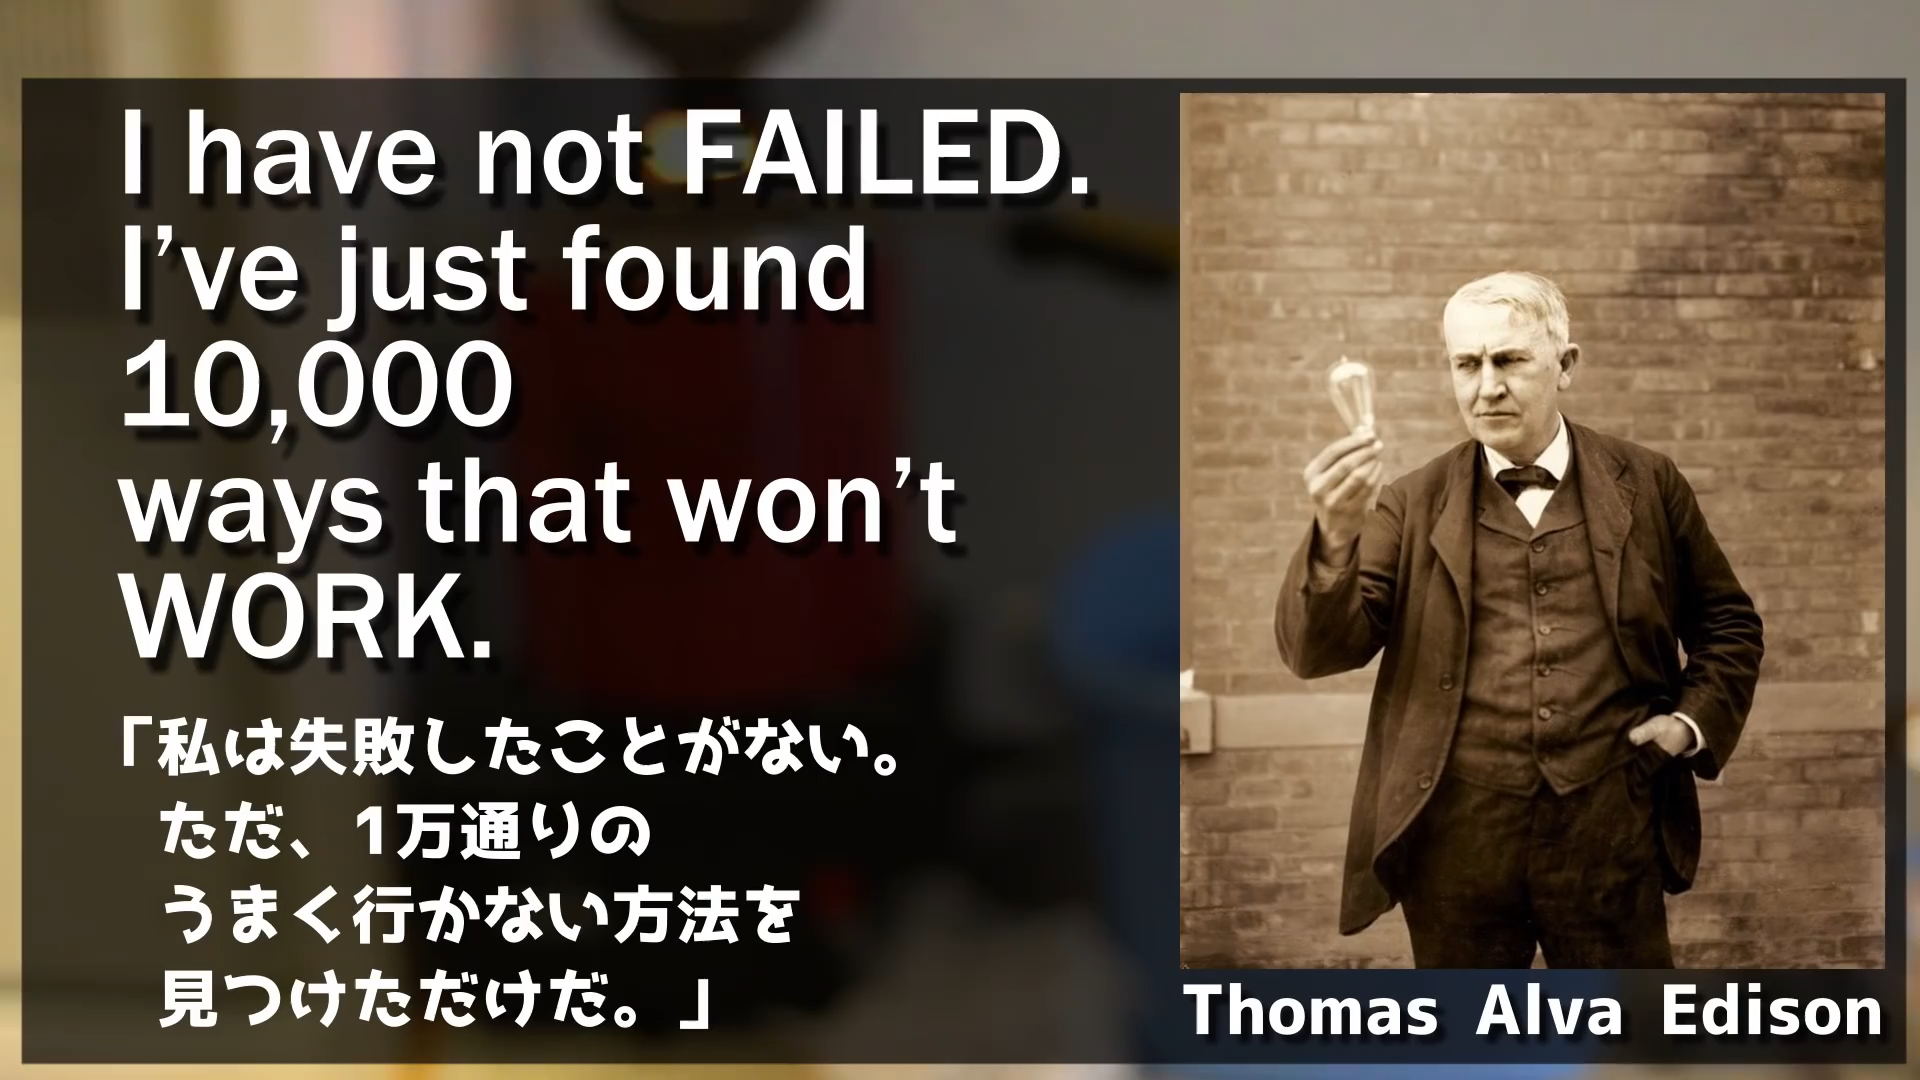 I have not FAILED.
I’ve just found
10,000
ways that won’t
WORK.
「私は失敗したことがない。
ただ、1万通りの
うまく行かない方法を
見つけただけだ。」
Thomas Alva Edison